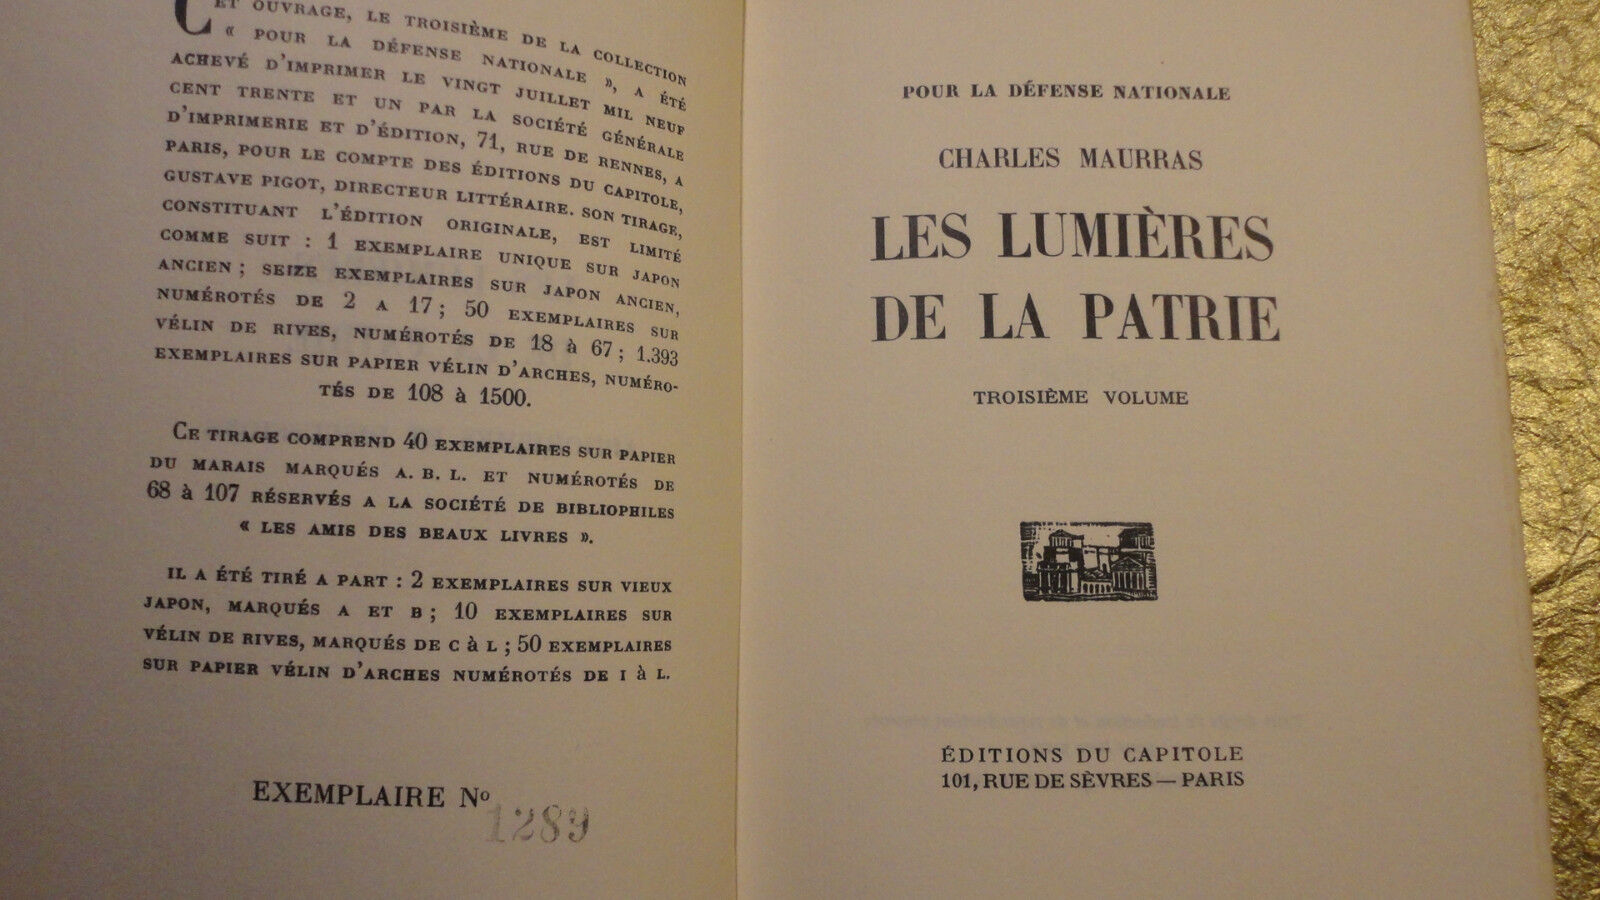 CET OUVRAGE, LE TROISIÈME DE LA COLLECTION
« POUR LA DÉFENSE NATIONALE », A ÉTÉ
ACHEVÉ D'IMPRIMER LE VINGT JUILLET MIL NEUF
CENT TRENTE ET UN PAR LA SOCIÉTÉ GÉNÉRALE
D'IMPRIMERIE ET D'ÉDITION, 71, RUE DE RENNES, A
PARIS, POUR LE COMPTE DES ÉDITIONS DU CAPITOLE,
GUSTAVE PIGOT, DIRECTEUR LITTÉRAIRE. SON TIRAGE,
CONSTITUANT L'ÉDITION ORIGINALE, EST LIMITÉ
COMME SUIT : 1 EXEMPLAIRE UNIQUE SUR JAPON
ANCIEN ; SEIZE EXEMPLAIRES SUR JAPON ANCIEN,
NUMÉROTÉS DE 2 A 17 ; 50 EXEMPLAIRES SUR
VÉLIN DE RIVES, NUMÉROTÉS DE 18 à 67 ; 1.393
EXEMPLAIRES SUR PAPIER VÉLIN D'ARCHES, NUMÉRO-
TÉS DE 108 à 1500.
CE TIRAGE COMPREND 40 EXEMPLAIRES SUR PAPIER
DU MARAIS MARQUÉS A. B. L. ET NUMÉROTÉS DE
68 à 107 RÉSERVÉS A LA SOCIÉTÉ DE BIBLIOPHILES
« LES AMIS DES BEAUX LIVRES ».
IL A ÉTÉ TIRÉ A PART : 2 EXEMPLAIRES SUR VIEUX
JAPON, MARQUÉS A ET B ; 10 EXEMPLAIRES SUR
VÉLIN DE RIVES, MARQUÉS DE C à L ; 50 EXEMPLAIRES
SUR PAPIER VÉLIN D'ARCHES NUMÉROTÉS DE I à L.
EXEMPLAIRE Nº 1289
POUR LA DÉFENSE NATIONALE
CHARLES MAURRAS
LES LUMIÈRES
DE LA PATRIE
TROISIÈME VOLUME
ÉDITIONS DU CAPITOLE
101, RUE DE SÈVRES — PARIS